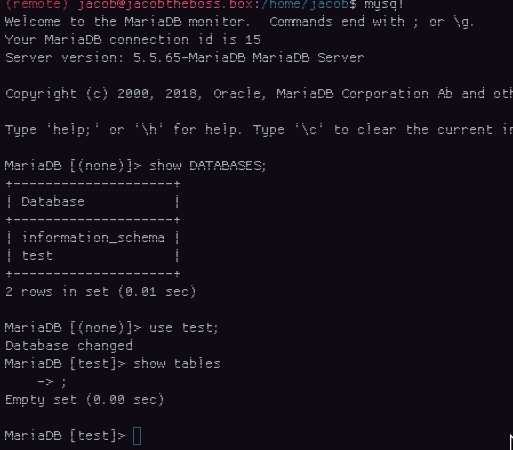 (remote) jacob@jacobtheboss.box:/home/jacob$ mysql
Welcome to the MariaDB monitor.  Commands end with ; or \g.
Your MariaDB connection id is 15
Server version: 5.5.65-MariaDB MariaDB Server
Copyright (c) 2000, 2018, Oracle, MariaDB Corporation Ab and oth
Type 'help;' or '\h' for help. Type '\c' to clear the current in
MariaDB [(none)]> show DATABASES;
+--------------------+
| Database           |
+--------------------+
| information_schema |
| test               |
+--------------------+
2 rows in set (0.01 sec)
MariaDB [(none)]> use test;
Database changed
MariaDB [test]> show tables
    -> ;
Empty set (0.00 sec)
MariaDB [test]>